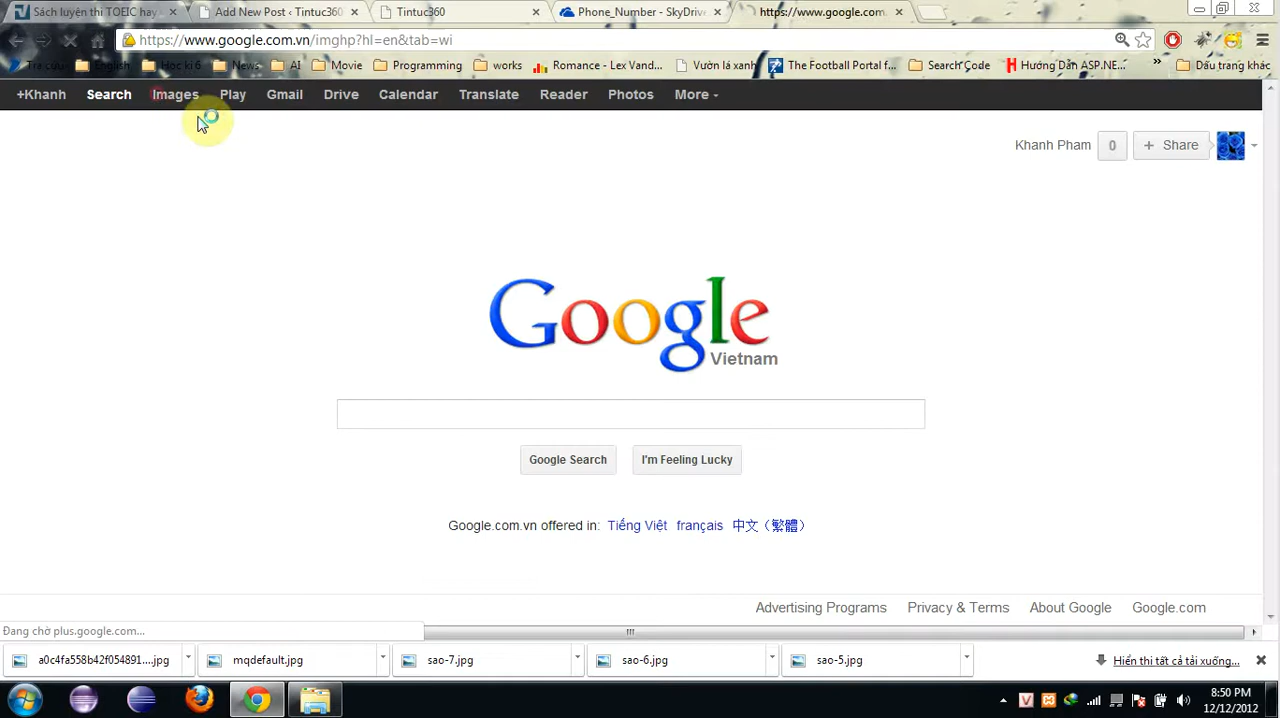 Sách luyện thi TOEIC hay
Add New Post ‹ Tintuc360
Tintuc360
Phone_Number - SkyDrive
https://www.google.com.
https://www.google.com.vn/imghp?hl=en&tab=wi
Tra cứu
English
Học kì 6
News
AI
Movie
Programming
works
Romance - Lex Vand...
Vườn lá xanh
The Football Portal f...
Search Code
Hướng Dẫn ASP.NE...
»
Dấu trang khác
+Khanh
Search
Images
Play
Gmail
Drive
Calendar
Translate
Reader
Photos
More
Khanh Pham
0
+ Share
Google
Vietnam
Google Search
I'm Feeling Lucky
Google.com.vn offered in: Tiếng Việt français 中文（繁體）
Advertising Programs
Privacy & Terms
About Google
Google.com
Đang chờ plus.google.com...
a0c4fa558b42f054891....jpg
mqdefault.jpg
sao-7.jpg
sao-6.jpg
sao-5.jpg
Hiển thị tất cả tải xuống...
8:50 PM
12/12/2012